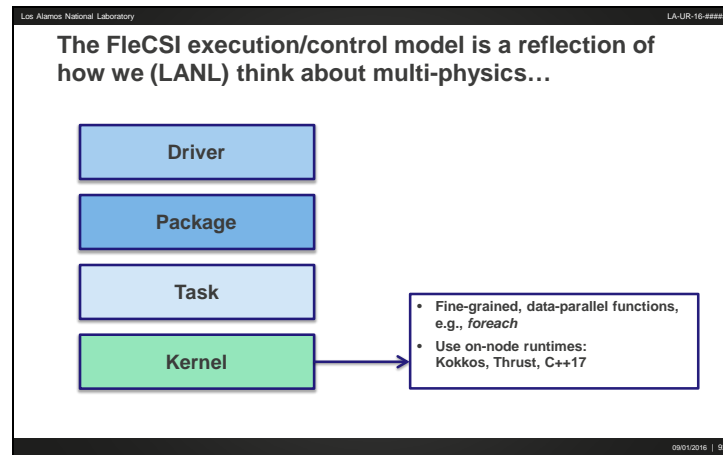 Los Alamos National Laboratory
LA-UR-16-####
The FleCSI execution/control model is a reflection of
how we (LANL) think about multi-physics…
Driver
Package
Task
Kernel
• Fine-grained, data-parallel functions,
e.g., foreach
• Use on-node runtimes:
Kokkos, Thrust, C++17
09/01/2016 | 9